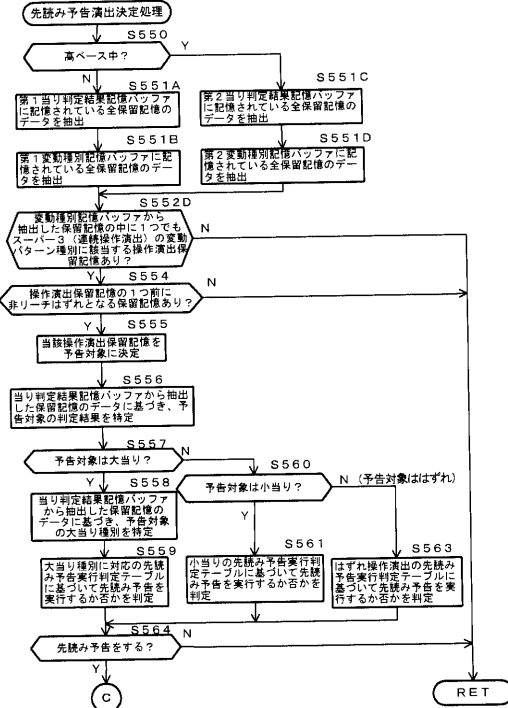 先読み予告演出決定処理
S550
高ベース中？
Y
N
S551A
第１当り判定結果記憶バッファ
に記憶されている全保留記憶の
データを抽出
S551C
第２当り判定結果記憶バッファ
に記憶されている全保留記憶の
データを抽出
S551B
第１変動種別記憶バッファに記
憶されている全保留記憶のデー
タを抽出
S551D
第２変動種別記憶バッファに記
憶されている全保留記憶のデー
タを抽出
S552D
変動種別記憶バッファから
抽出した保留記憶の中に１つでも
スーパー３（連続操作演出）の変動
パターン種別に該当する操作演出保
留記憶あり？
N
Y
S554
操作演出保留記憶の１つ前に
非リーチはずれとなる保留記憶あり？
N
Y
S555
当該操作演出保留記憶を
予告対象に決定
S556
当り判定結果記憶バッファから抽出
した保留記憶のデータに基づき、予
告対象の判定結果を特定
S557
予告対象は大当り？
N
Y
S558
当り判定結果記憶バッファ
から抽出した保留記憶の
データに基づき、予告対象
の大当り種別を特定
S560
予告対象は小当り？
N（予告対象ははずれ）
Y
S559
大当り種別に対応の先読
み予告実行判定テーブル
に基づいて先読み予告を
実行するか否かを判定
S561
小当りの先読み予告実行判
定テーブルに基づいて先読
み予告を実行するか否かを
判定
S563
はずれ操作演出の先読み
予告実行判定テーブルに
基づいて先読み予告を実
行するか否かを判定
S564
先読み予告をする？
N
Y
C
RET